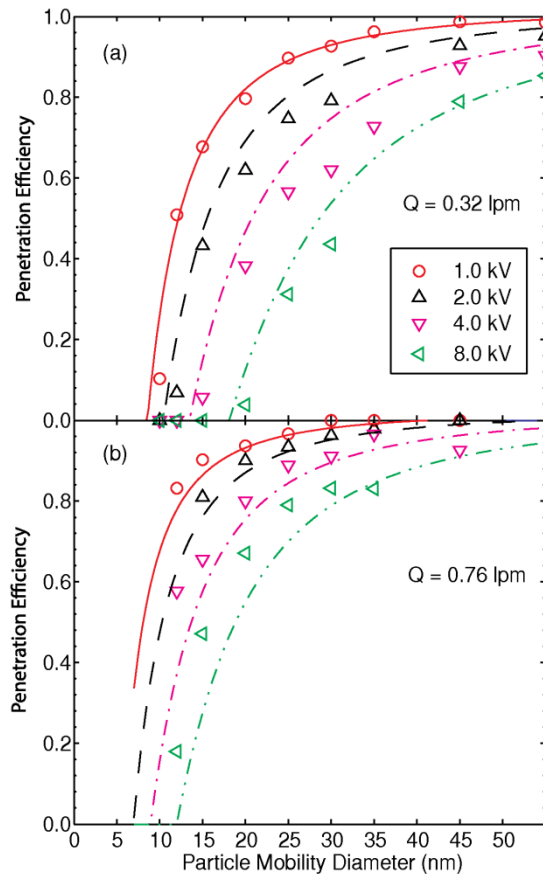 1.0
(a)
0.8
0.6
Penetration Efficiency
Q = 0.32 lpm
0.4
1.0 kV
2.0 kV
4.0 kV
8.0 kV
0.2
0.0
(b)
0.8
0.6
Penetration Efficiency
Q = 0.76 lpm
0.4
0.2
0.0
0 5 10 15 20 25 30 35 40 45 50
Particle Mobility Diameter (nm)